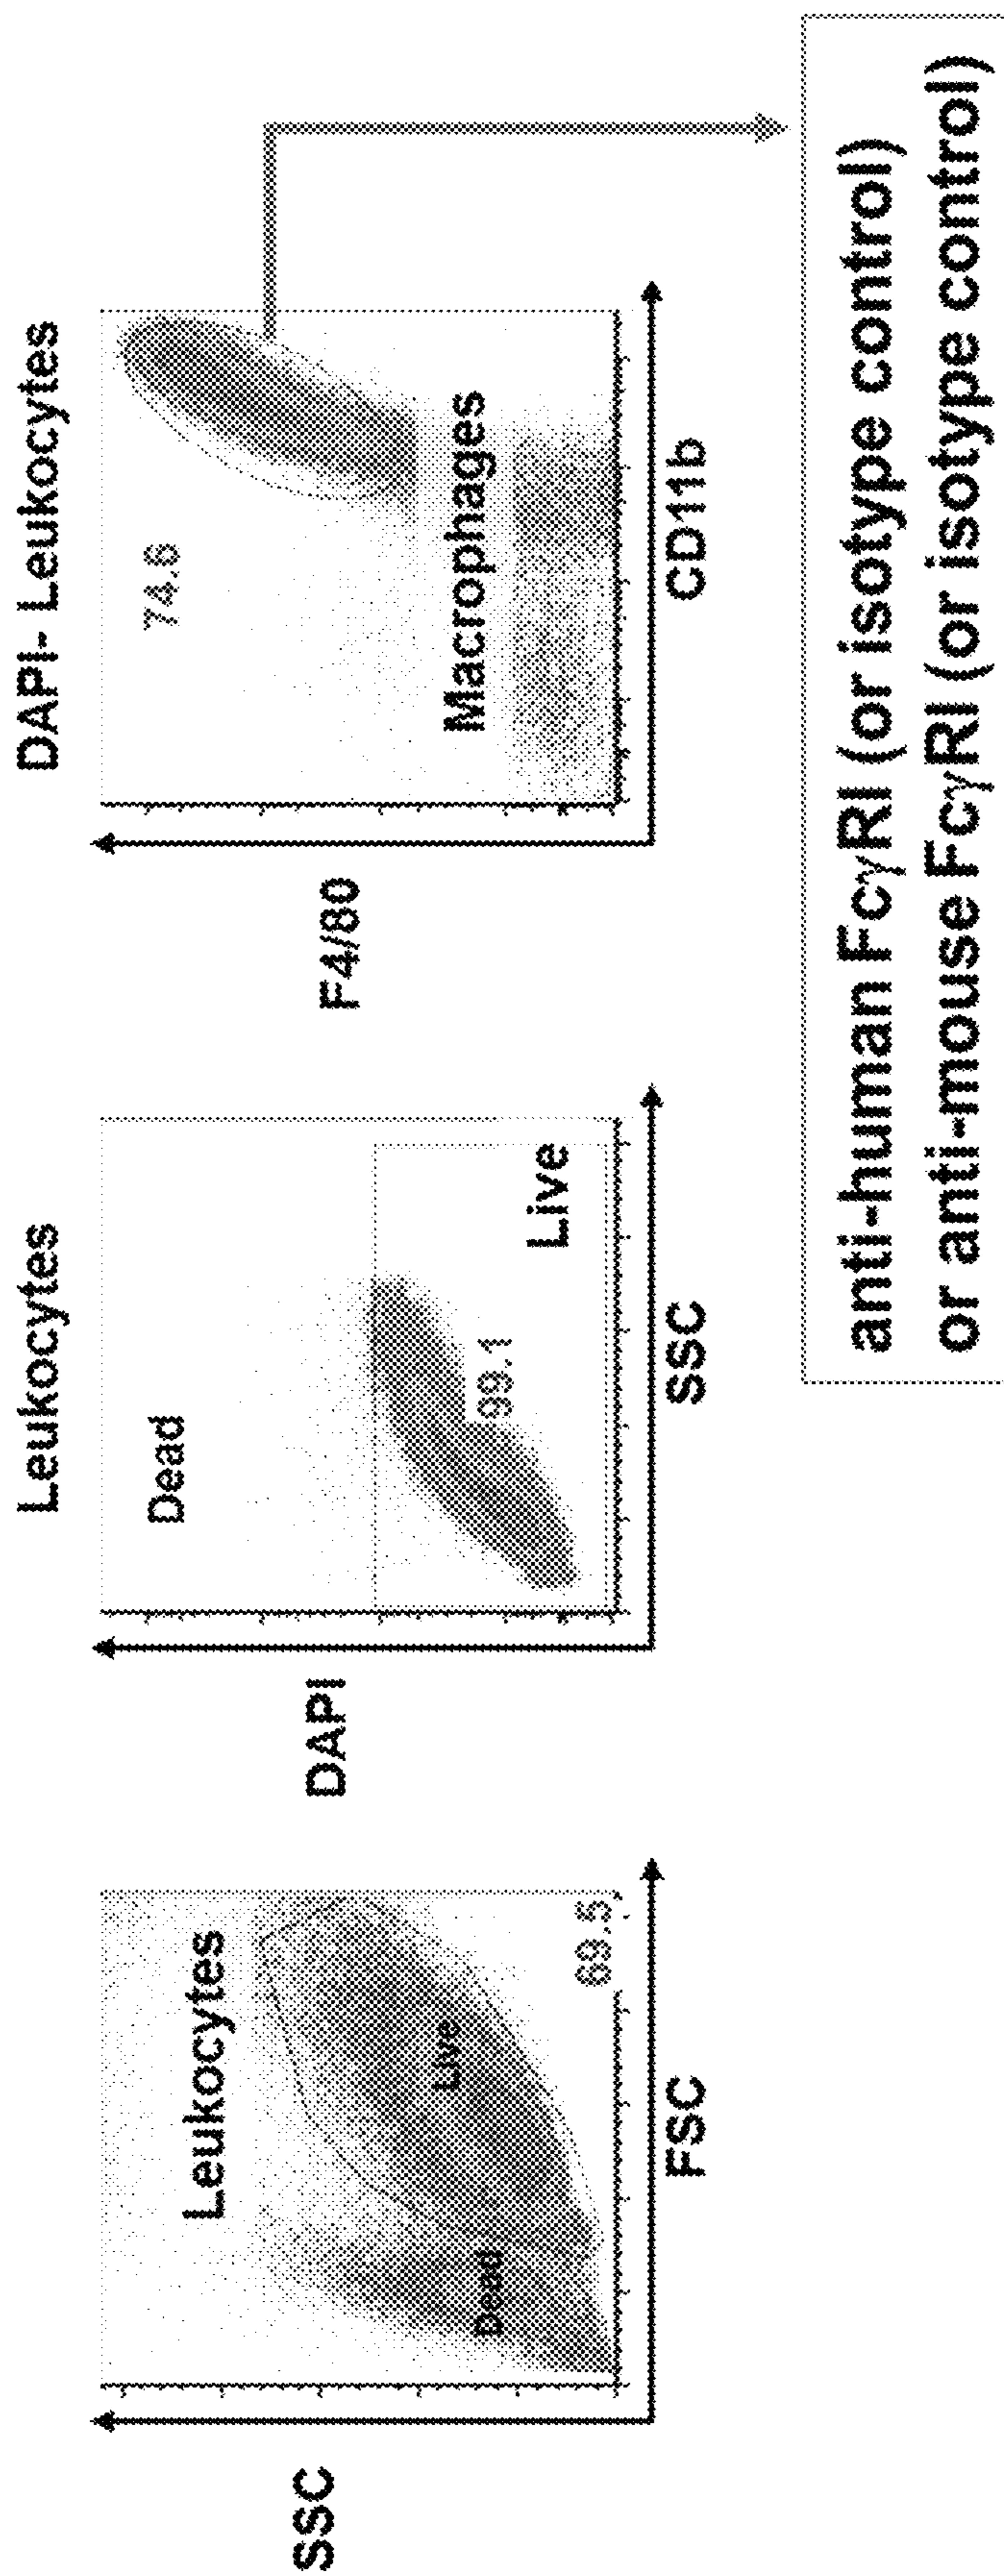 Leukocytes
SSC
Dead
Live
69.5
FSC
Leukocytes
DAPI
Dead
99.1
Live
SSC
DAPI- Leukocytes
F4/80
74.6
Macrophages
CD11b
anti-human FcγRI (or isotype control)
or anti-mouse FcγRI (or isotype control)